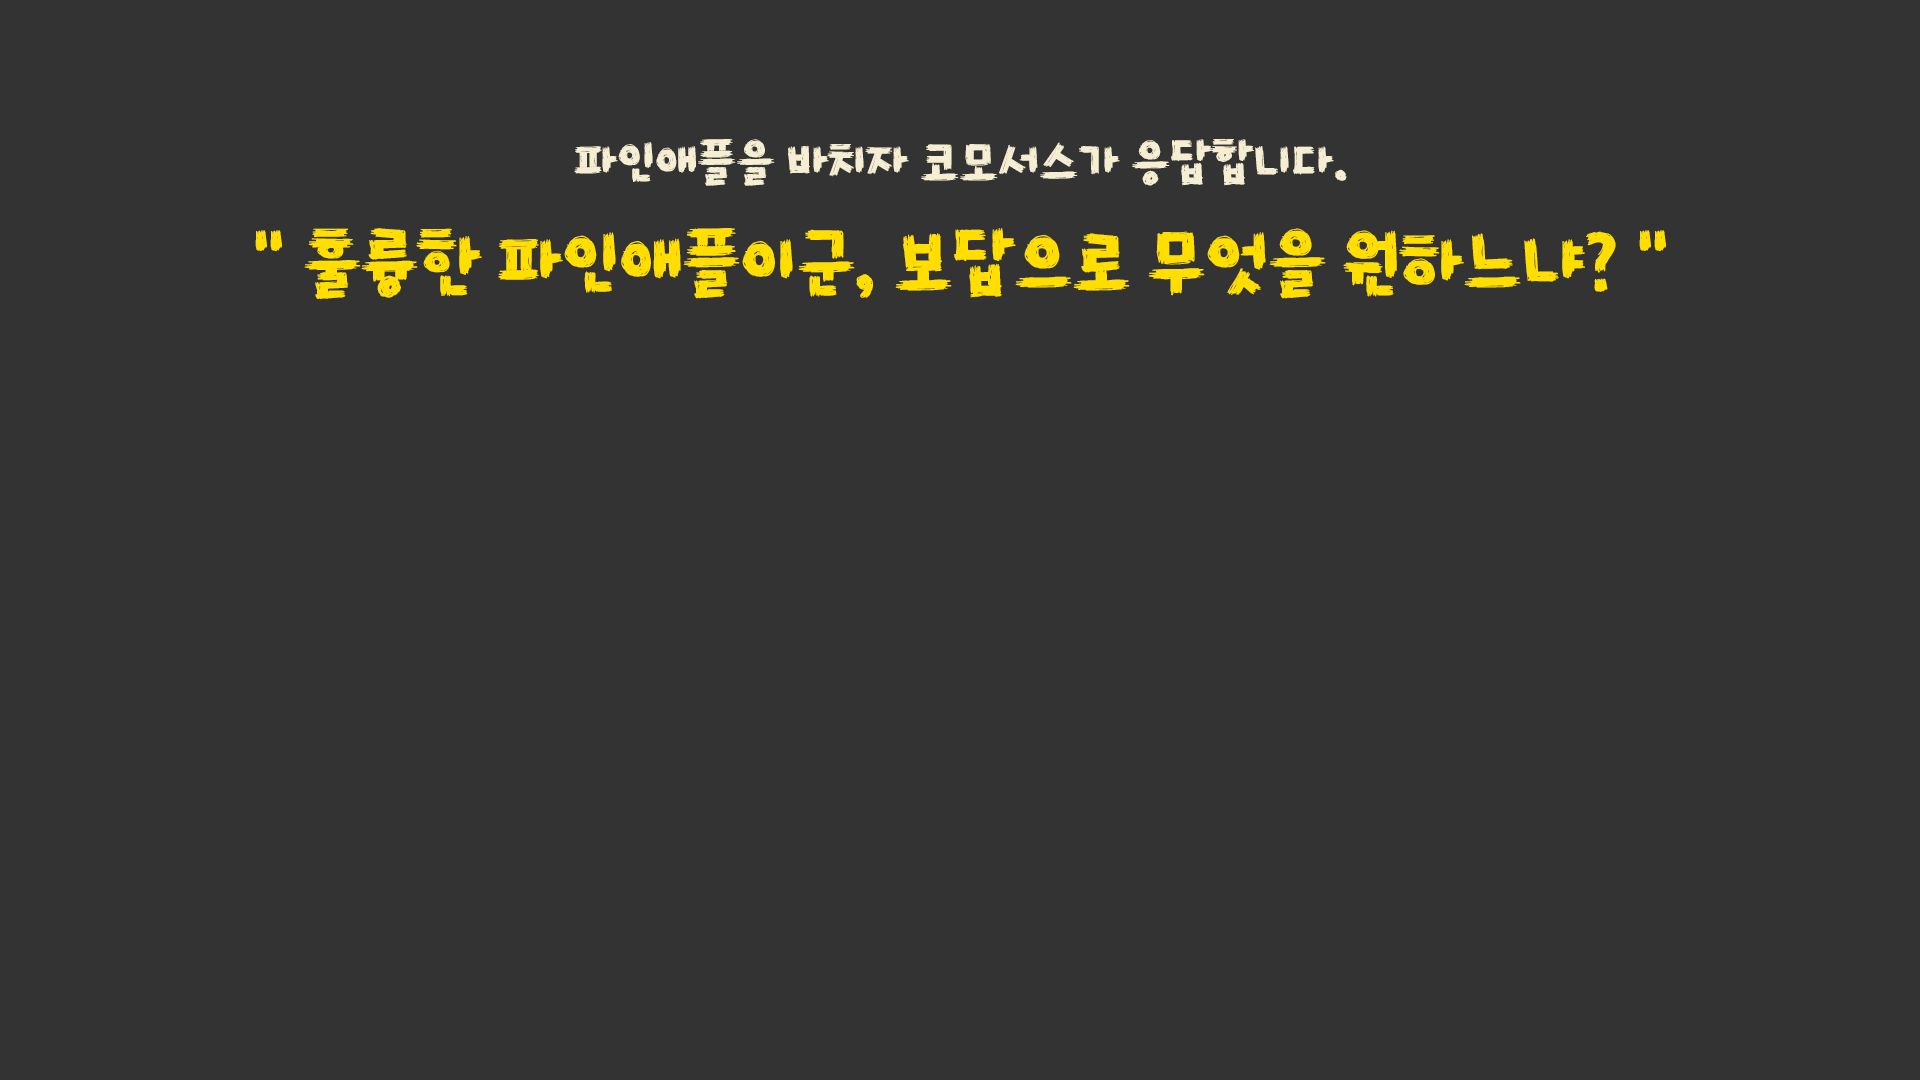 파인애플을 바치자 코모서스가 응답합니다.
" 훌륭한 파인애플이군, 보답으로 무엇을 원하느냐? "